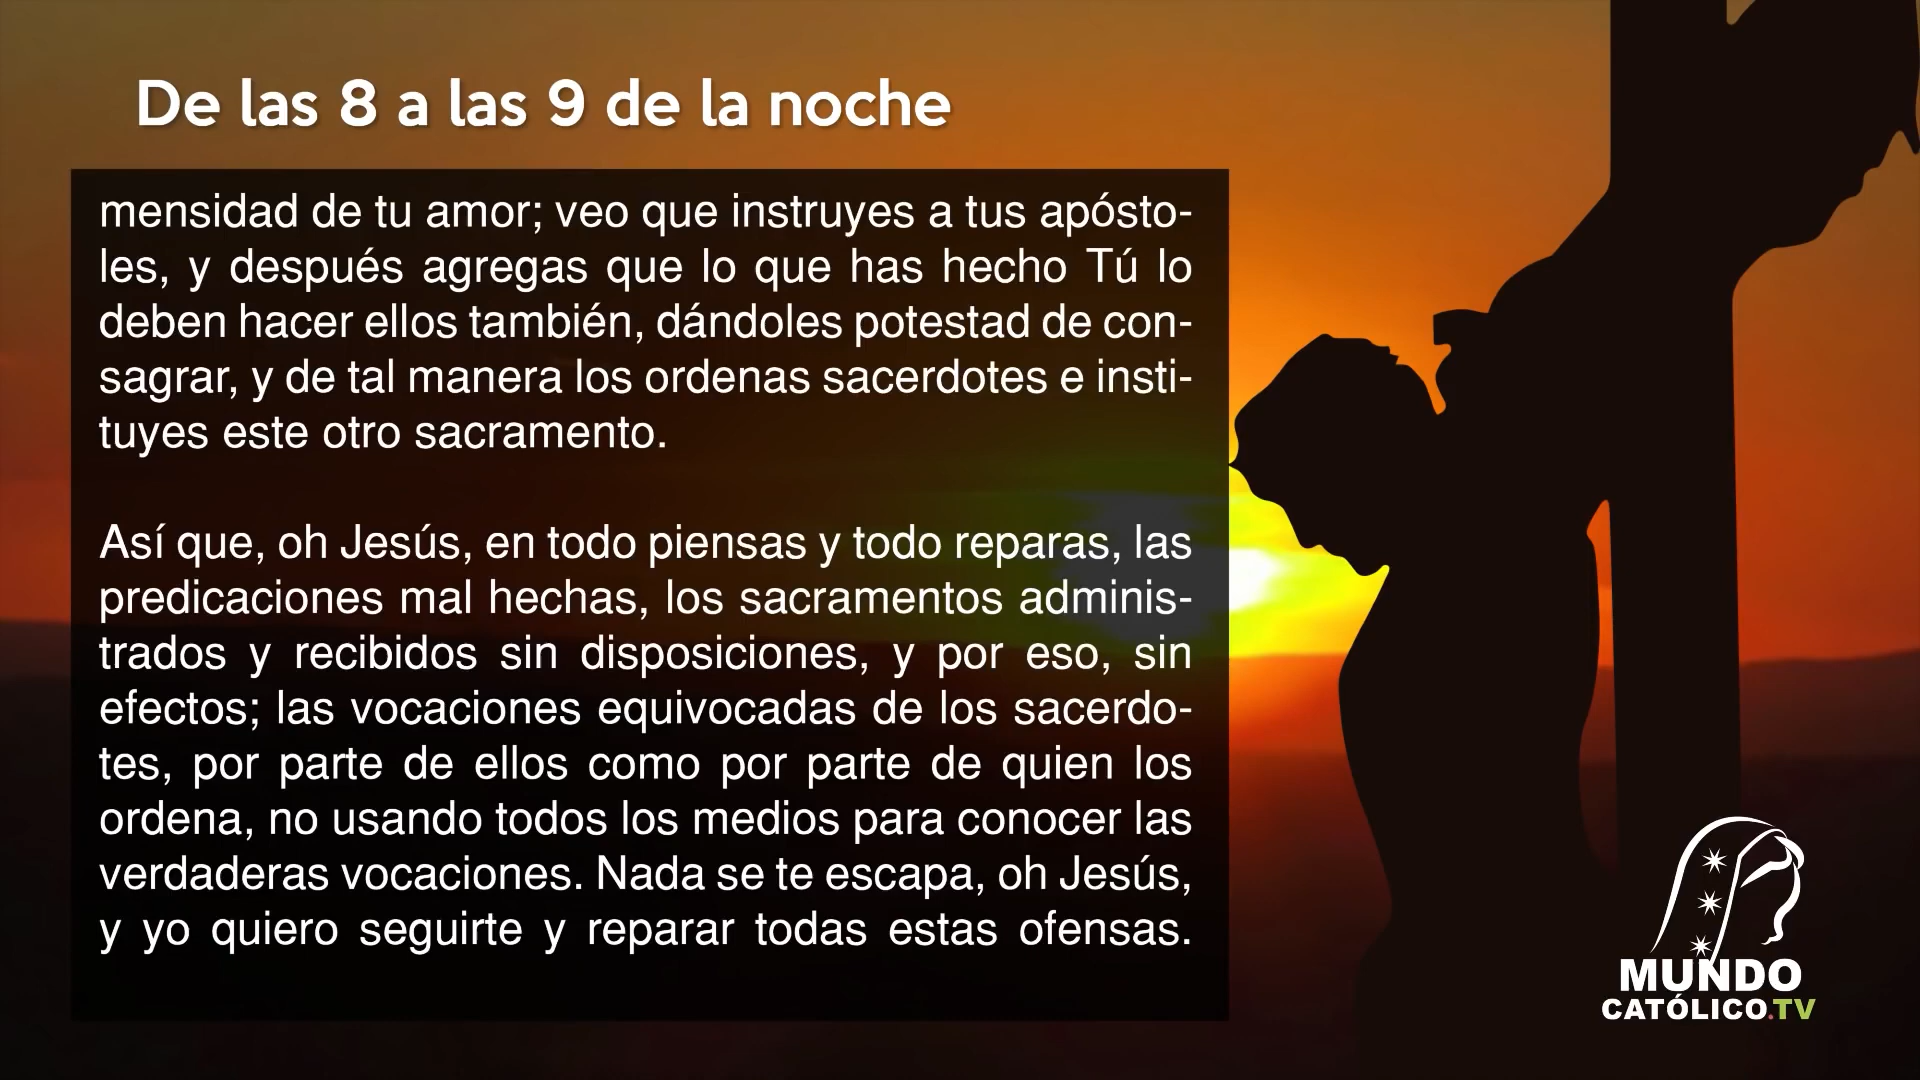 De las 8 a las 9 de la noche
mensidad de tu amor; veo que instruyes a tus apósto-
les, y después agregas que lo que has hecho Tú lo
deben hacer ellos también, dándoles potestad de con-
sagrar, y de tal manera los ordenas sacerdotes e insti-
tuyes este otro sacramento.
Así que, oh Jesús, en todo piensas y todo reparas, las
predicaciones mal hechas, los sacramentos adminis-
trados y recibidos sin disposiciones, y por eso, sin
efectos; las vocaciones equivocadas de los sacerdo-
tes, por parte de ellos como por parte de quien los
ordena, no usando todos los medios para conocer las
verdaderas vocaciones. Nada se te escapa, oh Jesús,
y yo quiero seguirte y reparar todas estas ofensas.
MUNDO
CATÓLICO.TV